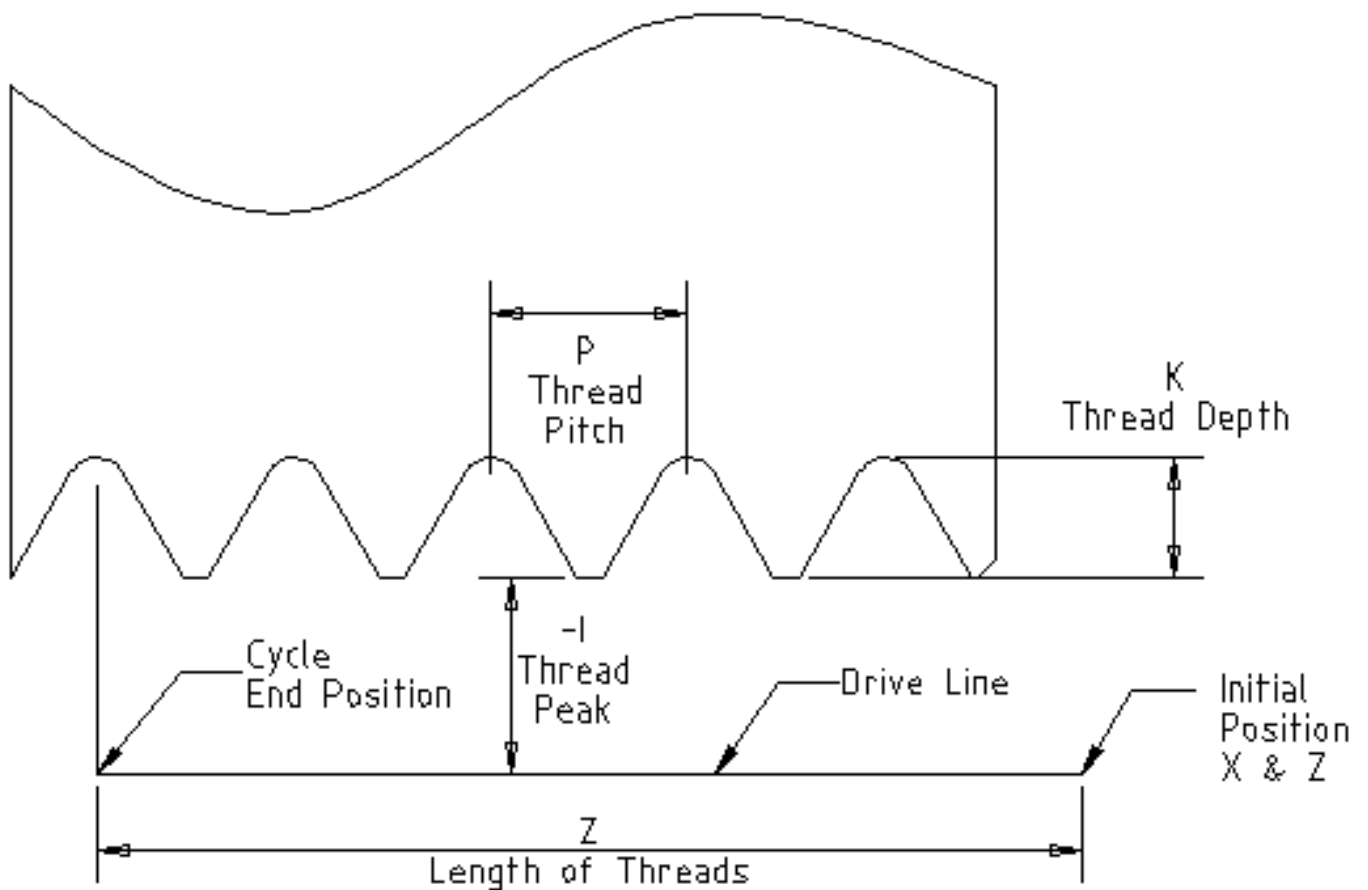 P
Thread
Pitch
K
Thread Depth
-I
Thread
Peak
Cycle
End Position
Drive Line
Initial
Position
X & Z
Z
Length of Threads